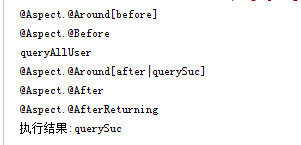 @Aspect.@Around[before]
@Aspect.@Before
queryAllUser
@Aspect.@Around[after|querySuc]
@Aspect.@After
@Aspect.@AfterReturning
执行结果:querySuc